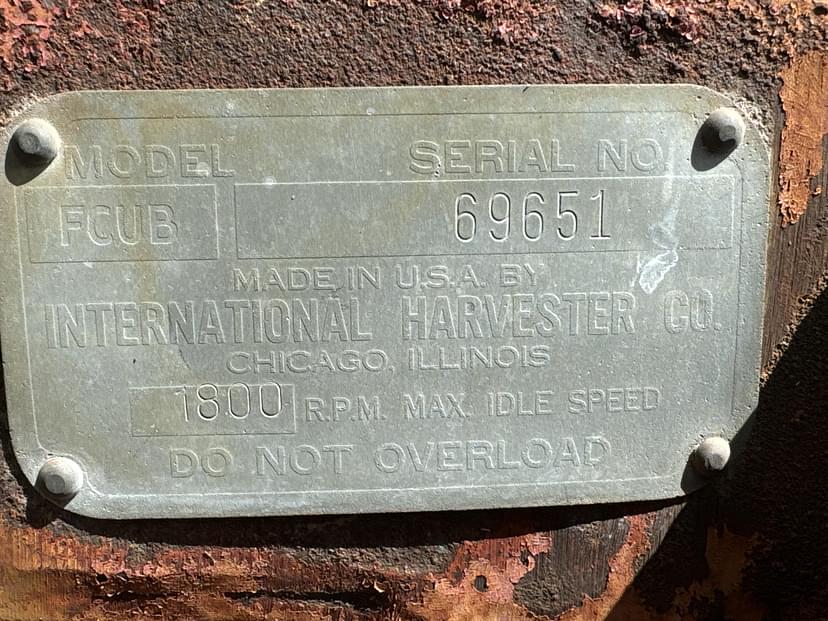 MODEL SERIAL NO.
FCUB 69651
MADE IN U.S.A. BY
INTERNATIONAL HARVESTER CO.
CHICAGO, ILLINOIS
1800 R.P.M. MAX. IDLE SPEED
DO NOT OVERLOAD